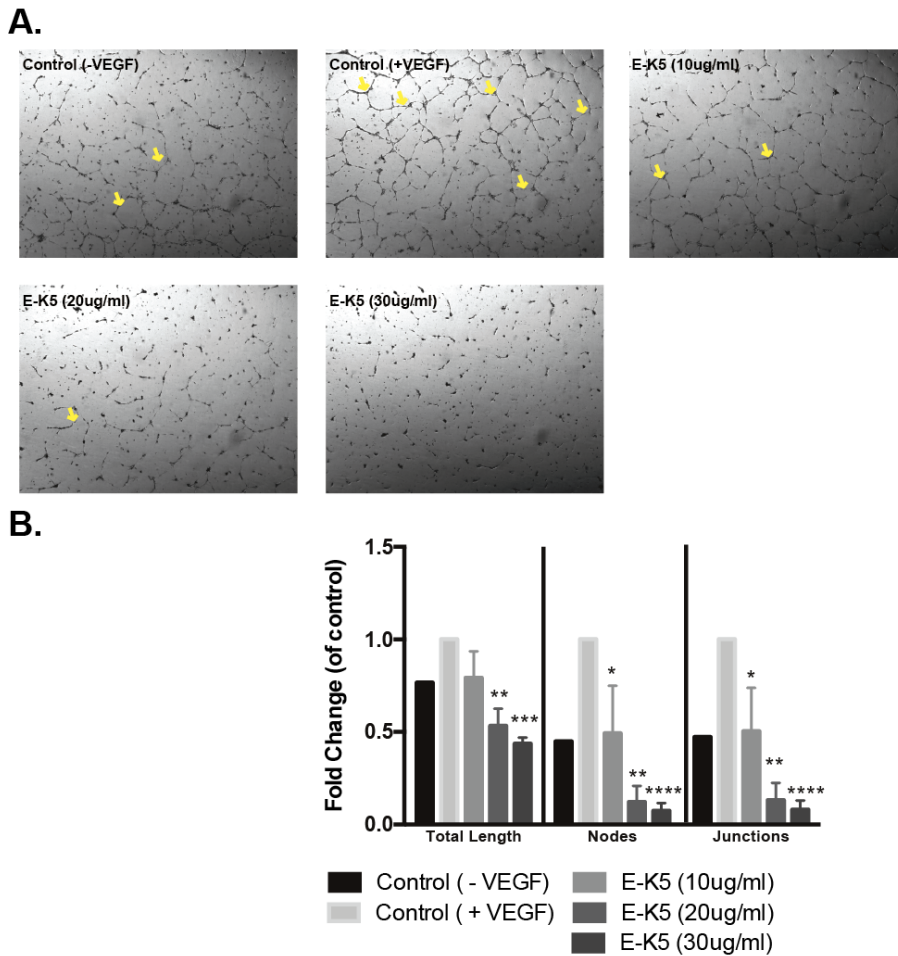 A.
Control (-VEGF)
Control (+VEGF)
E-K5 (10ug/ml)
E-K5 (20ug/ml)
E-K5 (30ug/ml)
B.
Fold Change (of control)
1.5
1.0
0.5
0.0
**
***
*
**
****
*
**
****
Total Length
Nodes
Junctions
Control ( - VEGF)
Control ( + VEGF)
E-K5 (10ug/ml)
E-K5 (20ug/ml)
E-K5 (30ug/ml)